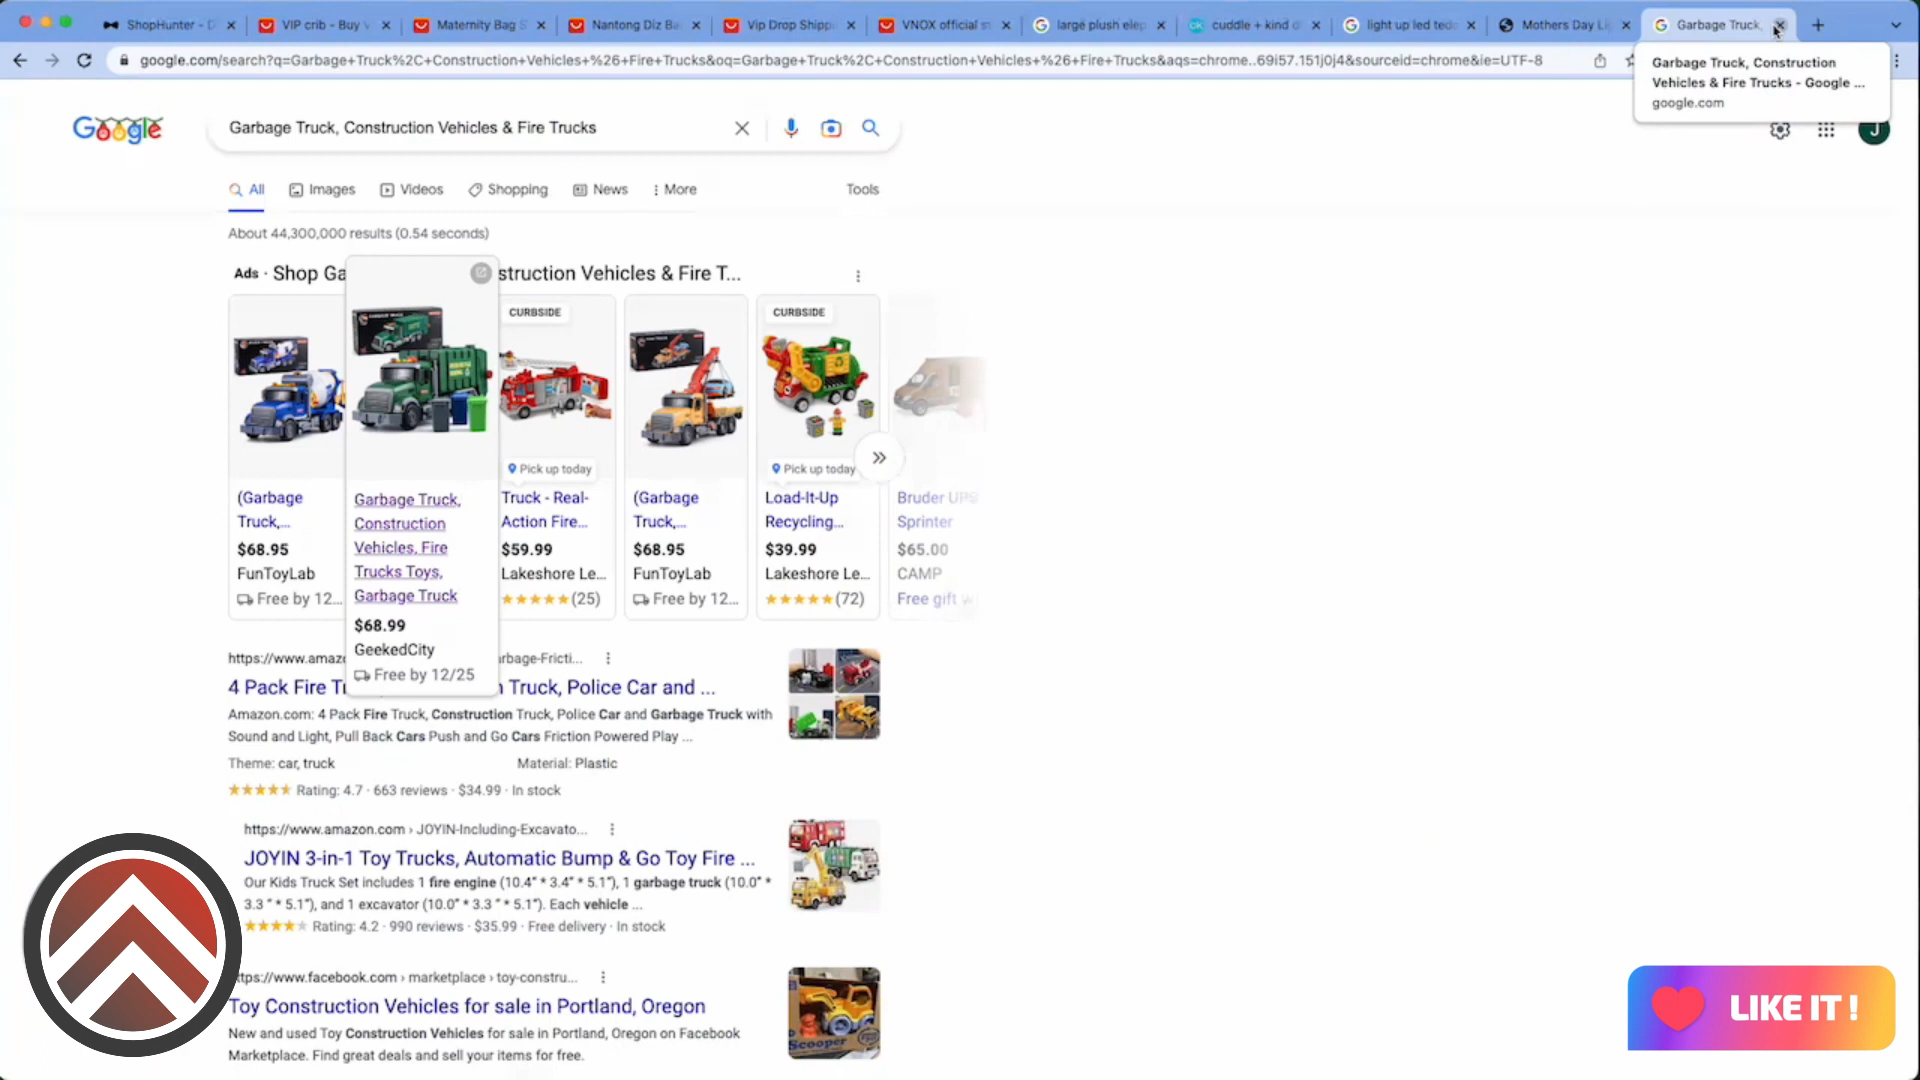 ShopHunter - D
VIP crib - Buy v
Maternity Bag S
Nantong Diz Ba
Vip Drop Shipp
VNOX official st
large plush elep
cuddle + kind d
light up led tedd
Mothers Day Li
Garbage Truck,
google.com/search?q=Garbage+Truck%2C+Construction+Vehicles+%26+Fire+Trucks&oq=Garbage+Truck%2C+Construction+Vehicles+%26+Fire+Trucks&aqs=chrome..69i57.151j0j4&sourceid=chrome&ie=UTF-8
Garbage Truck, Construction
Vehicles & Fire Trucks - Google ...
google.com
Google
Garbage Truck, Construction Vehicles & Fire Trucks
J
All
Images
Videos
Shopping
News
More
Tools
About 44,300,000 results (0.54 seconds)
Ads · Shop Ga
struction Vehicles & Fire T...
CURBSIDE
CURBSIDE
Pick up today
Pick up today
(Garbage
Truck,...
$68.95
FunToyLab
Free by 12...
Garbage Truck,
Construction
Vehicles, Fire
Trucks Toys,
Garbage Truck
$68.99
GeekedCity
Free by 12/25
Truck - Real-
Action Fire...
$59.99
Lakeshore Le...
(25)
(Garbage
Truck,...
$68.95
FunToyLab
Free by 12...
Load-It-Up
Recycling...
$39.99
Lakeshore Le...
(72)
Bruder UPS
Sprinter
$65.00
CAMP
Free gift w
https://www.amaz
rbage-Fricti...
4 Pack Fire Tr
n Truck, Police Car and ...
Amazon.com: 4 Pack Fire Truck, Construction Truck, Police Car and Garbage Truck with
Sound and Light, Pull Back Cars Push and Go Cars Friction Powered Play ...
Theme: car, truck
Material: Plastic
Rating: 4.7 · 663 reviews · $34.99 · In stock
https://www.amazon.com › JOYIN-Including-Excavato...
JOYIN 3-in-1 Toy Trucks, Automatic Bump & Go Toy Fire ...
Our Kids Truck Set includes 1 fire engine (10.4" * 3.4" * 5.1"), 1 garbage truck (10.0" *
3.3 " * 5.1"), and 1 excavator (10.0" * 3.3 " * 5.1"). Each vehicle ...
Rating: 4.2 · 990 reviews · $35.99 · Free delivery · In stock
ttps://www.facebook.com › marketplace › toy-constru...
Toy Construction Vehicles for sale in Portland, Oregon
New and used Toy Construction Vehicles for sale in Portland, Oregon on Facebook
Marketplace. Find great deals and sell your items for free.
Scooper
LIKE IT !